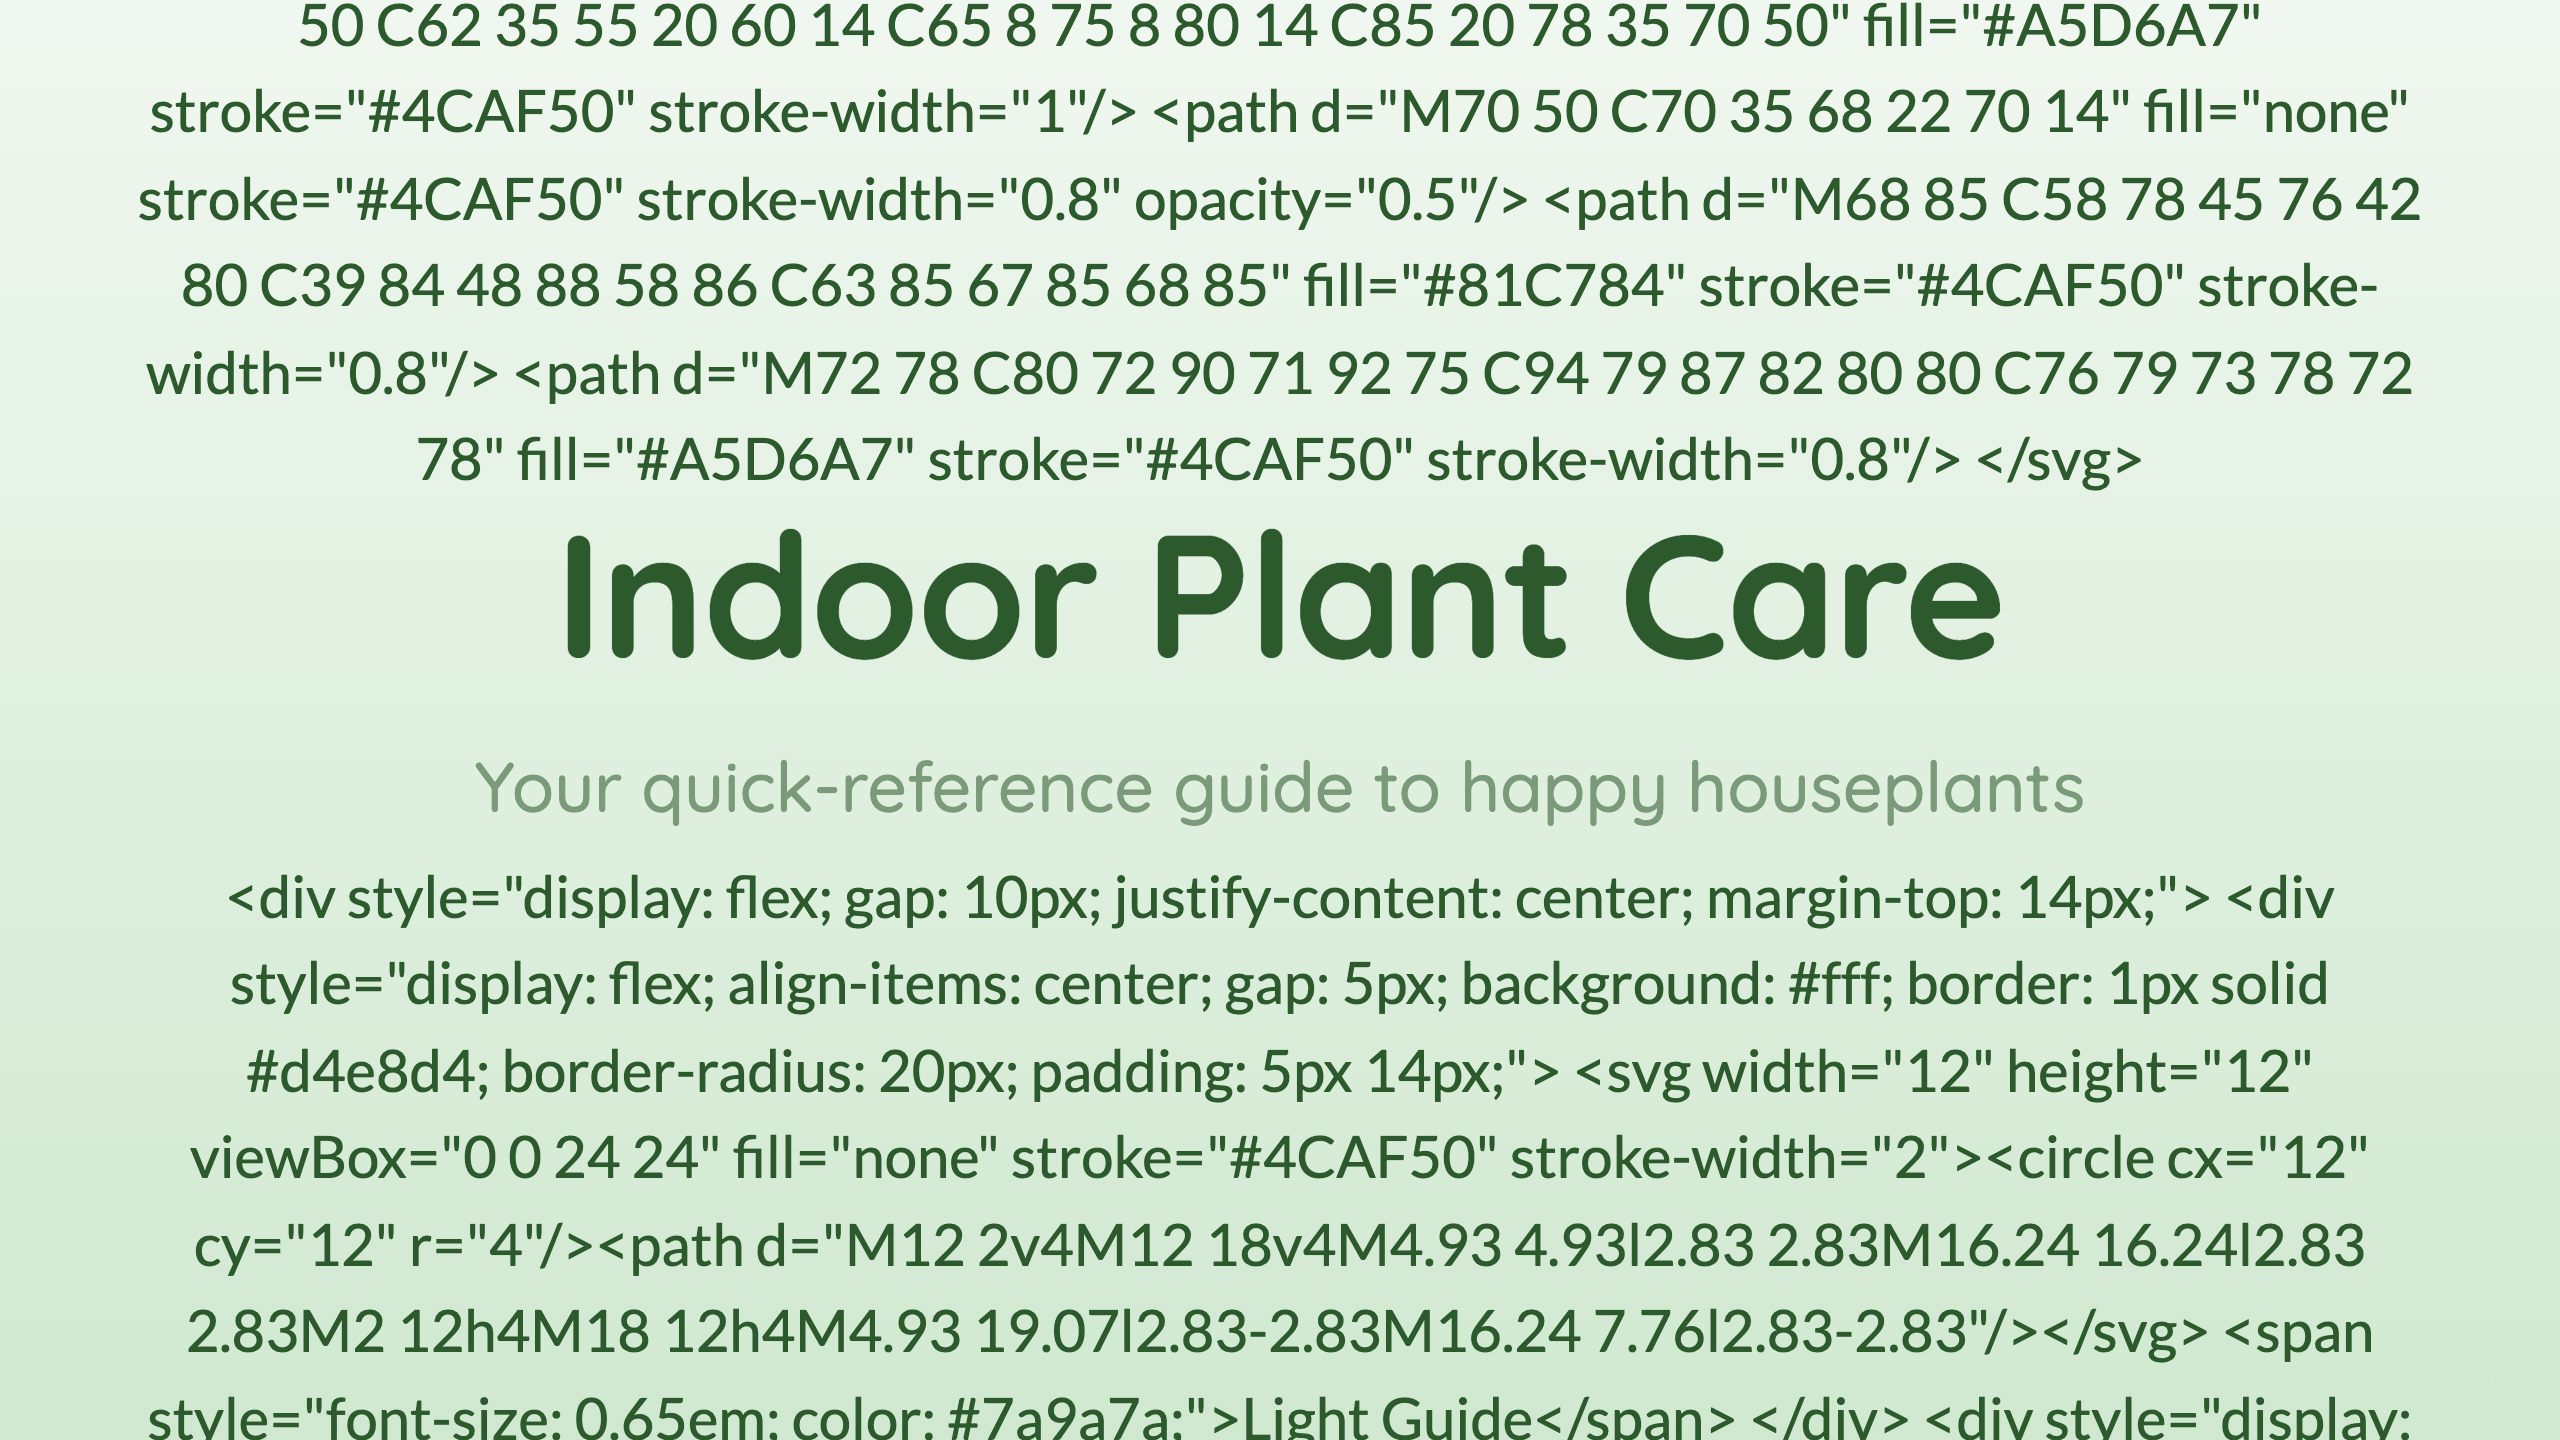 50 C62 35 55 20 60 14 C65 8 75 8 80 14 C85 20 78 35 70 50" fill="#A5D6A7"
stroke="#4CAF50" stroke-width="1"/> <path d="M70 50 C70 35 68 22 70 14" fill="none"
stroke="#4CAF50" stroke-width="0.8" opacity="0.5"/> <path d="M68 85 C58 78 45 76 42
80 C39 84 48 88 58 86 C63 85 67 85 68 85" fill="#81C784" stroke="#4CAF50" stroke-
width="0.8"/> <path d="M72 78 C80 72 90 71 92 75 C94 79 87 82 80 80 C76 79 73 78 72
78" fill="#A5D6A7" stroke="#4CAF50" stroke-width="0.8"/> </svg>
Indoor Plant Care
Your quick-reference guide to happy houseplants
<div style="display: flex; gap: 10px; justify-content: center; margin-top: 14px;"> <div
style="display: flex; align-items: center; gap: 5px; background: #fff; border: 1px solid
#d4e8d4; border-radius: 20px; padding: 5px 14px;"> <svg width="12" height="12"
viewBox="0 0 24 24" fill="none" stroke="#4CAF50" stroke-width="2"><circle cx="12"
cy="12" r="4"/><path d="M12 2v4M12 18v4M4.93 4.93l2.83 2.83M16.24 16.24l2.83
2.83M2 12h4M18 12h4M4.93 19.07l2.83-2.83M16.24 7.76l2.83-2.83"/></svg> <span
style="font-size: 0.65em; color: #7a9a7a;">Light Guide</span> </div> <div style="display: